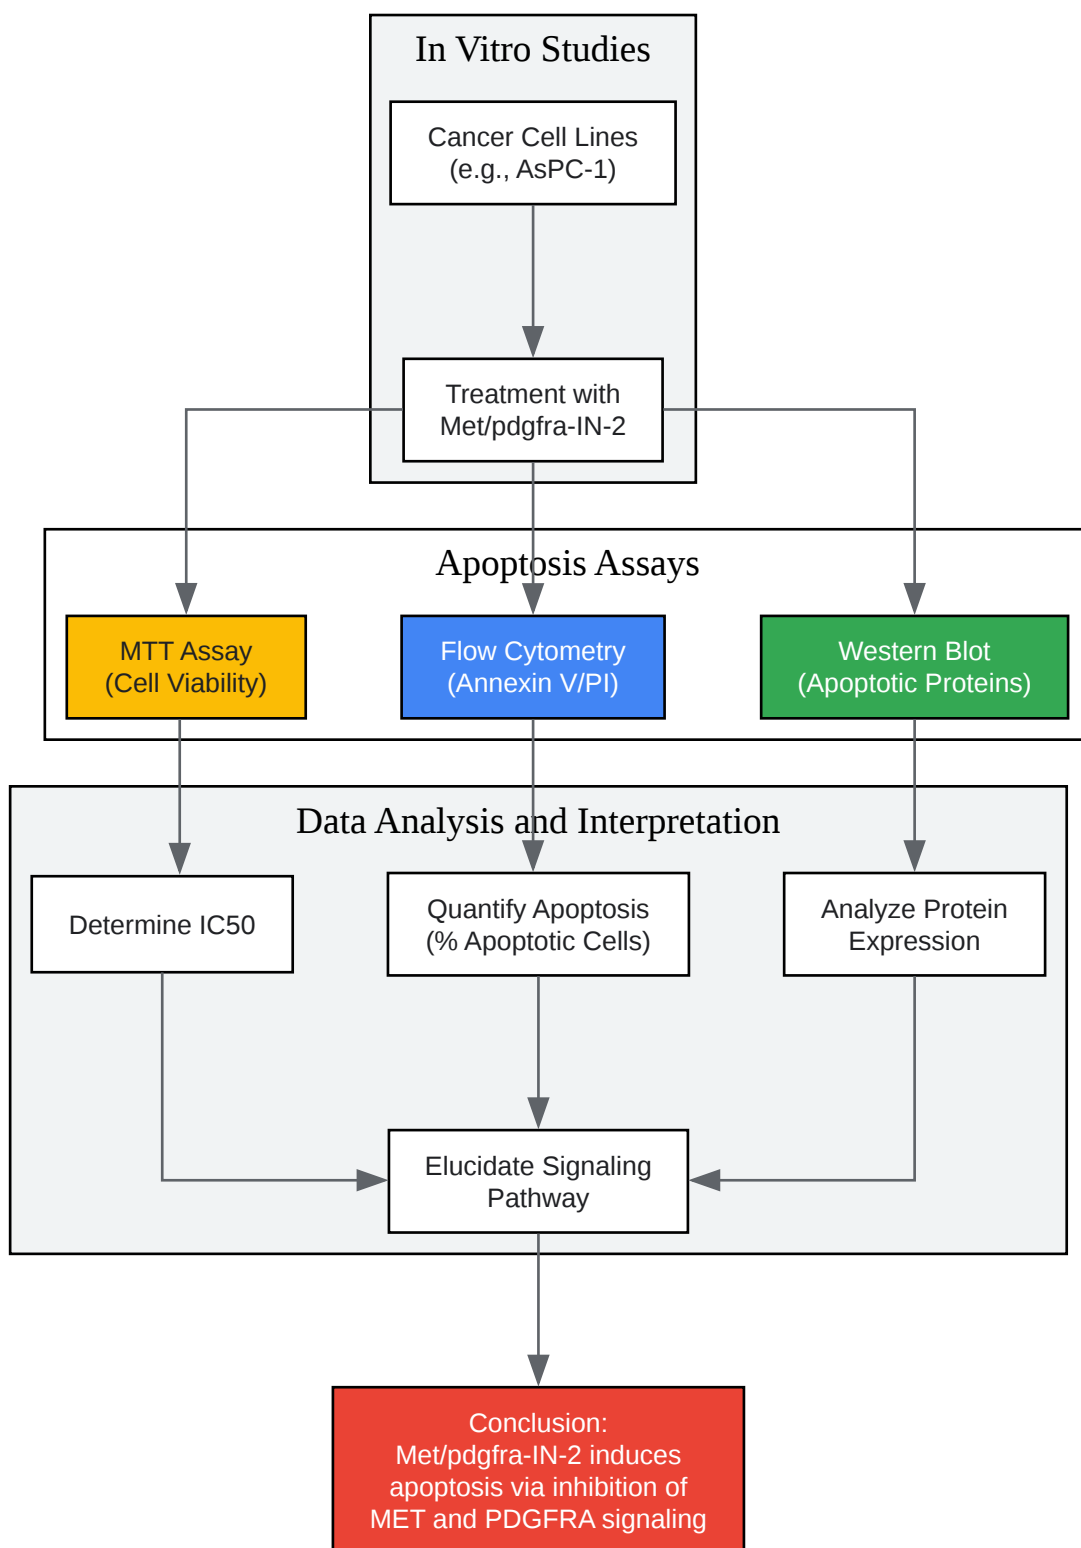 In Vitro Studies
Cancer Cell Lines
(e.g., AsPC-1)
Treatment with
Met/pdgfra-IN-2
Apoptosis Assays
MTT Assay
(Cell Viability)
Flow Cytometry
(Annexin V/PI)
Western Blot
(Apoptotic Proteins)
Data Analysis and Interpretation
Determine IC50
Quantify Apoptosis
(% Apoptotic Cells)
Analyze Protein
Expression
Elucidate Signaling
Pathway
Conclusion:
Met/pdgfra-IN-2 induces
apoptosis via inhibition of
MET and PDGFRA signaling